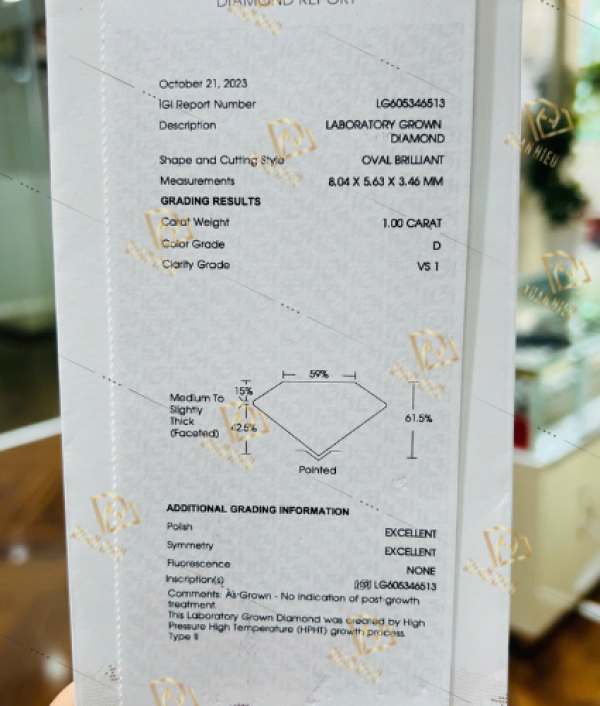 DIAMOND REPORT
October 21, 2023
IGI Report Number LG605346513
Description LABORATORY GROWN
DIAMOND
Shape and Cutting Style OVAL BRILLIANT
Measurements 8.04 X 5.63 X 3.46 MM
GRADING RESULTS
Carat Weight 1.00 CARAT
Color Grade D
Clarity Grade VS 1
59%
15%
Medium To
Slightly
Thick
(Faceted)
42.5%
61.5%
Pointed
ADDITIONAL GRADING INFORMATION
Polish EXCELLENT
Symmetry EXCELLENT
Fluorescence NONE
Inscription(s) LG605346513
Comments: As Grown - No indication of post-growth
treatment
This Laboratory Grown Diamond was created by High
Pressure High Temperature (HPHT) growth process.
Type II
XUAN HIEU
XUAN HIEU